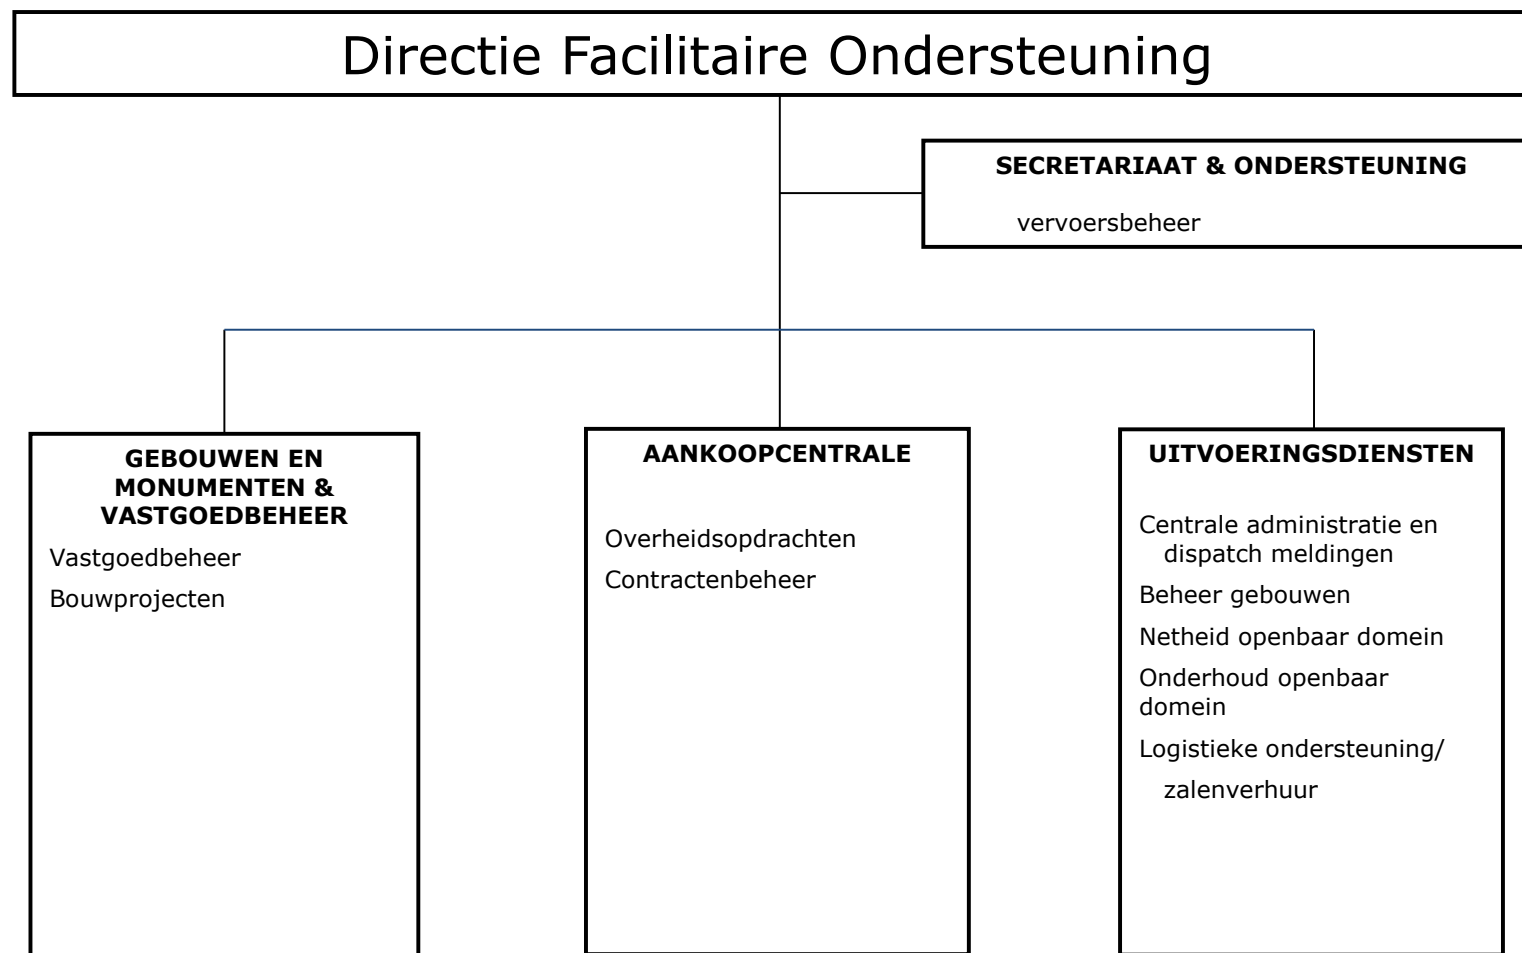 Directie Facilitaire Ondersteuning
SECRETARIAAT & ONDERSTEUNING
vervoersbeheer
GEBOUWEN EN
MONUMENTEN &
VASTGOEDBEHEER
Vastgoedbeheer
Bouwprojecten
AANKOOPCENTRALE
Overheidsopdrachten
Contractenbeheer
UITVOERINGSDIENSTEN
Centrale administratie en
dispatch meldingen
Beheer gebouwen
Netheid openbaar domein
Onderhoud openbaar
domein
Logistieke ondersteuning/
zalenverhuur